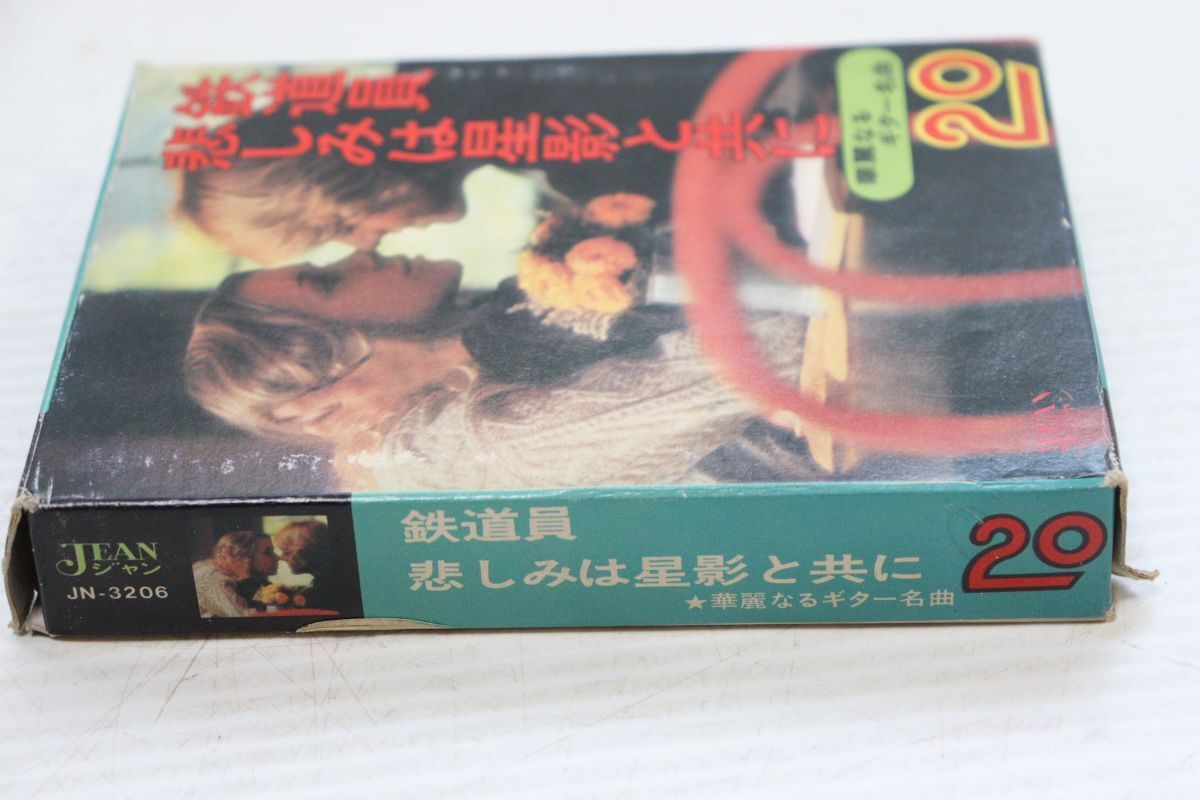 鉄道員
悲しみは星影と共に
華麗なる
ギター名曲
20
JEAN
ジャン
JN-3206
鉄道員
悲しみは星影と共に
★華麗なるギター名曲
20